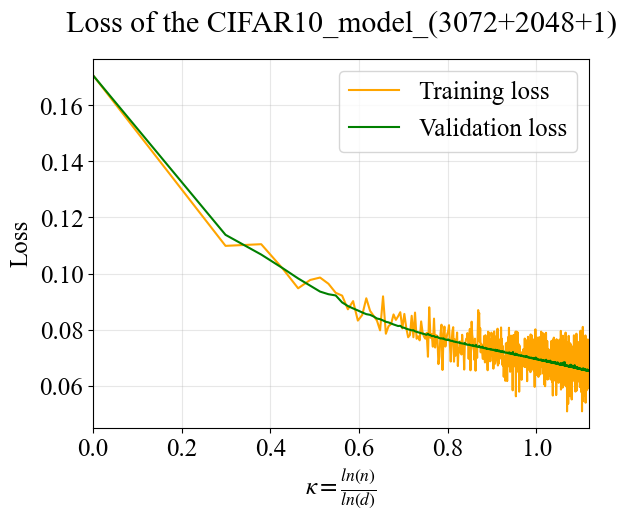 Loss of the CIFAR10_model_(3072+2048+1)
Training loss
Validation loss
Loss
0.16
0.14
0.12
0.10
0.08
0.06
0.0 0.2 0.4 0.6 0.8 1.0
κ = ln(n)/ln(d)